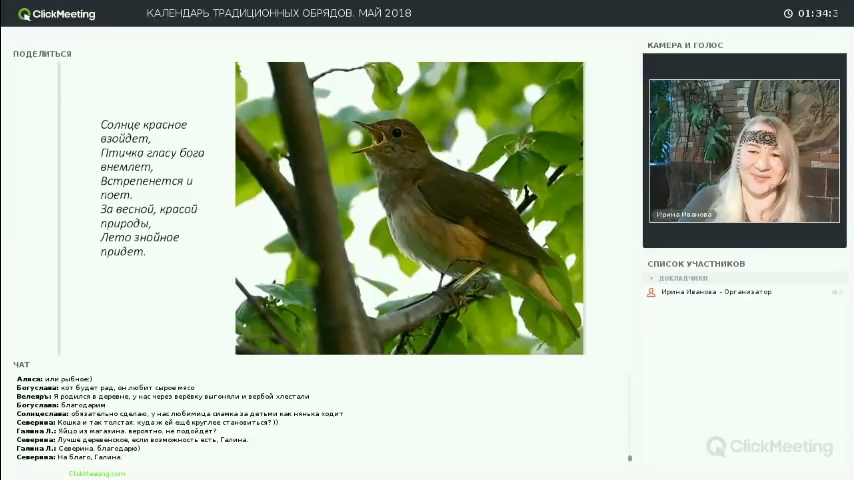 ClickMeeting
КАЛЕНДАРЬ ТРАДИЦИОННЫХ ОБРЯДОВ. МАЙ 2018
01:34:3
ПОДЕЛИТЬСЯ
Солнце красное
взойдет,
Птичка гласу бога
внемлет,
Встрепенется и
поет.
За весной, красой
природы,
Лето знойное
придет.
ЧАТ
Алиса: или рыбное:)
Богуслава: кот будет рад, он любит сырое мясо
Велеяръ: Я родился в деревне, у нас через верёвку выгоняли и вербой хлестали
Богуслава: благодарим
Солнцеслава: обязательно сделаю, у нас любимица сиамка за детьми как нянька ходит
Северина: Кошка и так толстая: куда ж ей ещё круглее становиться? ))
Галина Л.: Яйцо из магазина, вероятно, не подойдёт?
Северина: Лучше деревенское, если возможность есть, Галина.
Галина Л.: Северина, благодарю)
Северина: На благо, Галина.
ClickMeeting.com
КАМЕРА И ГОЛОС
Ирина Иванова
СПИСОК УЧАСТНИКОВ
ДОКЛАДЧИКИ
Ирина Иванова - Организатор
ClickMeeting